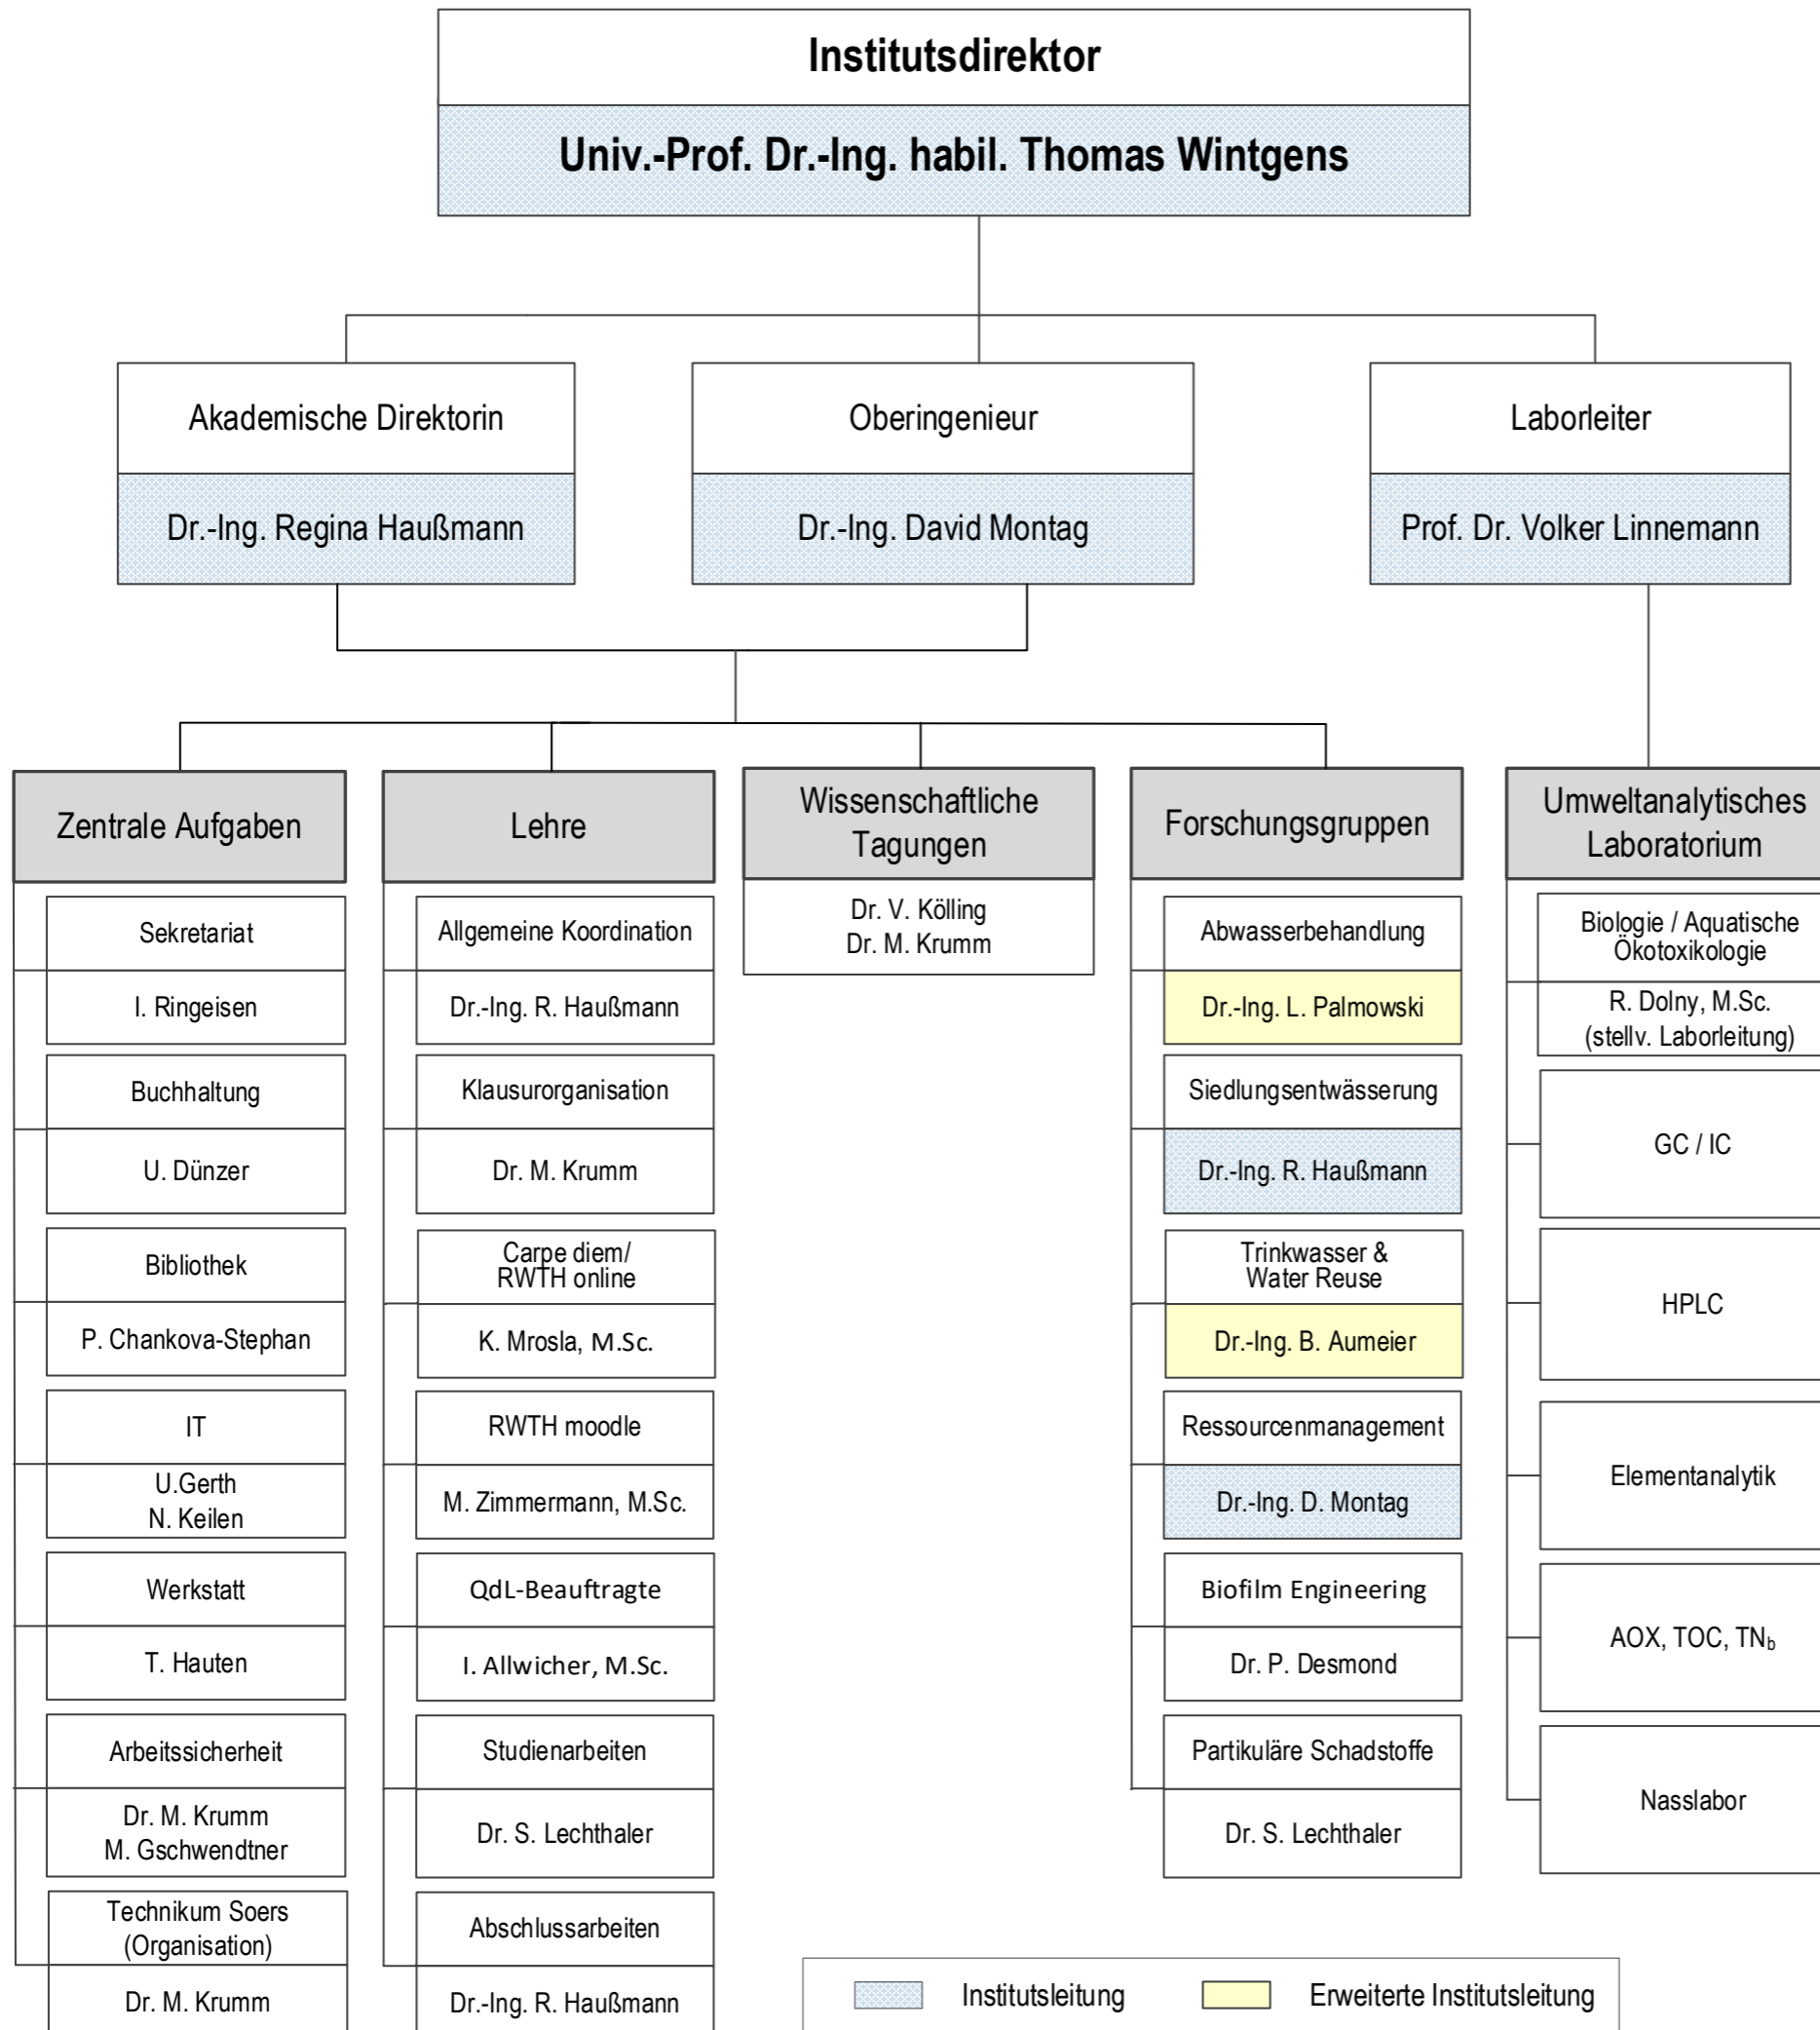 Institutsdirektor
Univ.-Prof. Dr.-Ing. habil. Thomas Wintgens
Akademische Direktorin
Dr.-Ing. Regina Haußmann
Oberingenieur
Dr.-Ing. David Montag
Laborleiter
Prof. Dr. Volker Linnemann
Zentrale Aufgaben
Sekretariat
I. Ringeisen
Buchhaltung
U. Dünzer
Bibliothek
P. Chankova-Stephan
IT
U.Gerth
N. Keilen
Werkstatt
T. Hauten
Arbeitssicherheit
Dr. M. Krumm
M. Gschwendtner
Technikum Soers
(Organisation)
Dr. M. Krumm
Lehre
Allgemeine Koordination
Dr.-Ing. R. Haußmann
Klausurorganisation
Dr. M. Krumm
Carpe diem/
RWTH online
K. Mrosla, M.Sc.
RWTH moodle
M. Zimmermann, M.Sc.
QdL-Beauftragte
I. Allwicher, M.Sc.
Studienarbeiten
Dr. S. Lechthaler
Abschlussarbeiten
Dr.-Ing. R. Haußmann
Wissenschaftliche
Tagungen
Dr. V. Kölling
Dr. M. Krumm
Forschungsgruppen
Abwasserbehandlung
Dr.-Ing. L. Palmowski
Siedlungsentwässerung
Dr.-Ing. R. Haußmann
Trinkwasser &
Water Reuse
Dr.-Ing. B. Aumeier
Ressourcenmanagement
Dr.-Ing. D. Montag
Biofilm Engineering
Dr. P. Desmond
Partikuläre Schadstoffe
Dr. S. Lechthaler
Umweltanalytisches
Laboratorium
Biologie / Aquatische
Ökotoxikologie
R. Dolny, M.Sc.
(stellv. Laborleitung)
GC / IC
HPLC
Elementanalytik
AOX, TOC, TNb
Nasslabor
Institutsleitung
Erweiterte Institutsleitung